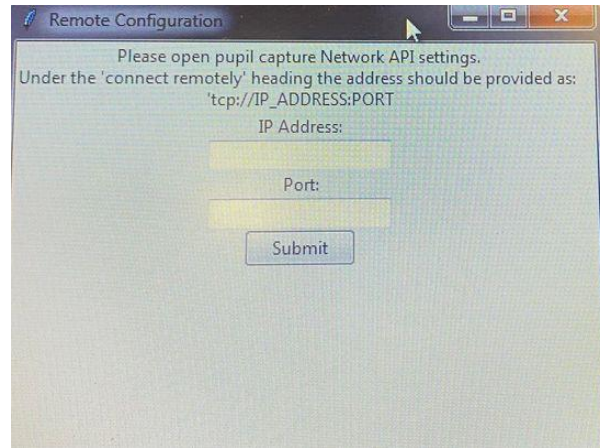 Remote Configuration
Please open pupil capture Network API settings.
Under the 'connect remotely' heading the address should be provided as:
'tcp://IP_ADDRESS:PORT
IP Address:
Port:
Submit